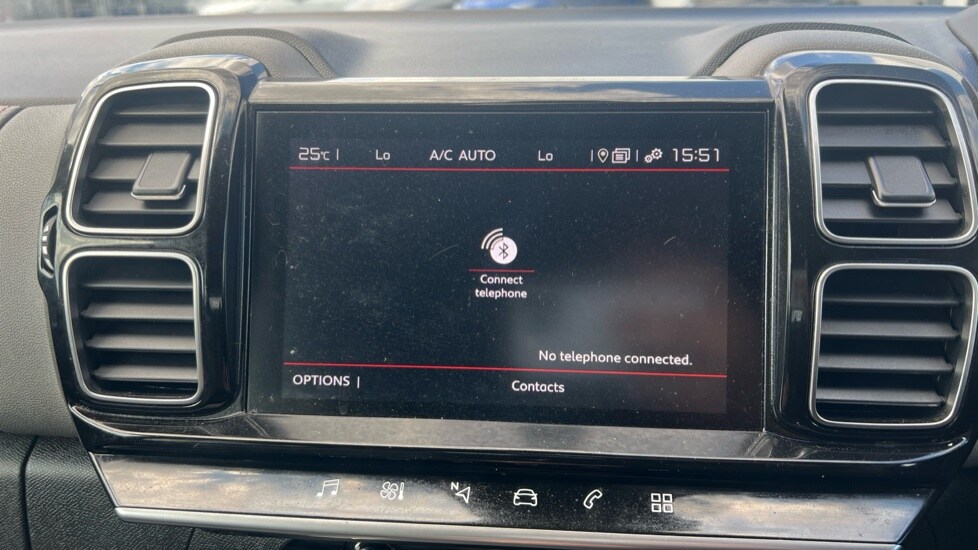 25°C | Lo A/C AUTO Lo | | 15:51
Connect
telephone
No telephone connected.
OPTIONS | Contacts
N